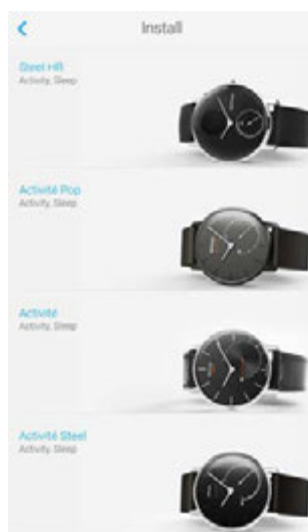 Install
Steel HR
Activity, Sleep
Activité Pop
Activity, Sleep
Activité
Activity, Sleep
Activité Steel
Activity, Sleep